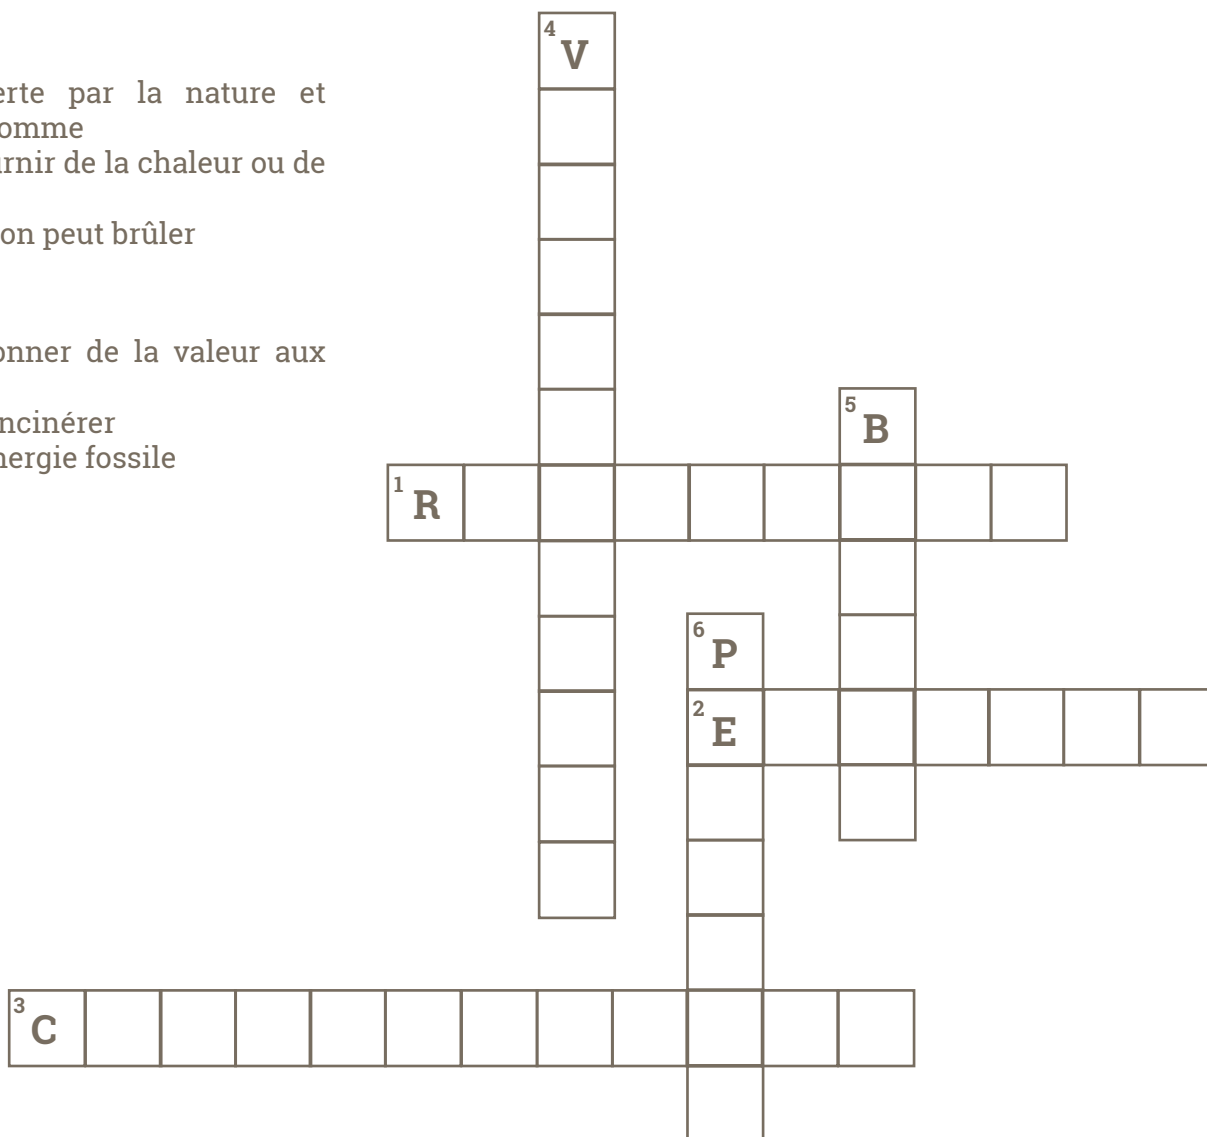 4
V
erte par la nature et
omme
urnir de la chaleur ou de
on peut brûler
onner de la valeur aux
5
B
ncinérer
nergie fossile
1
R
6
P
2
E
3
C